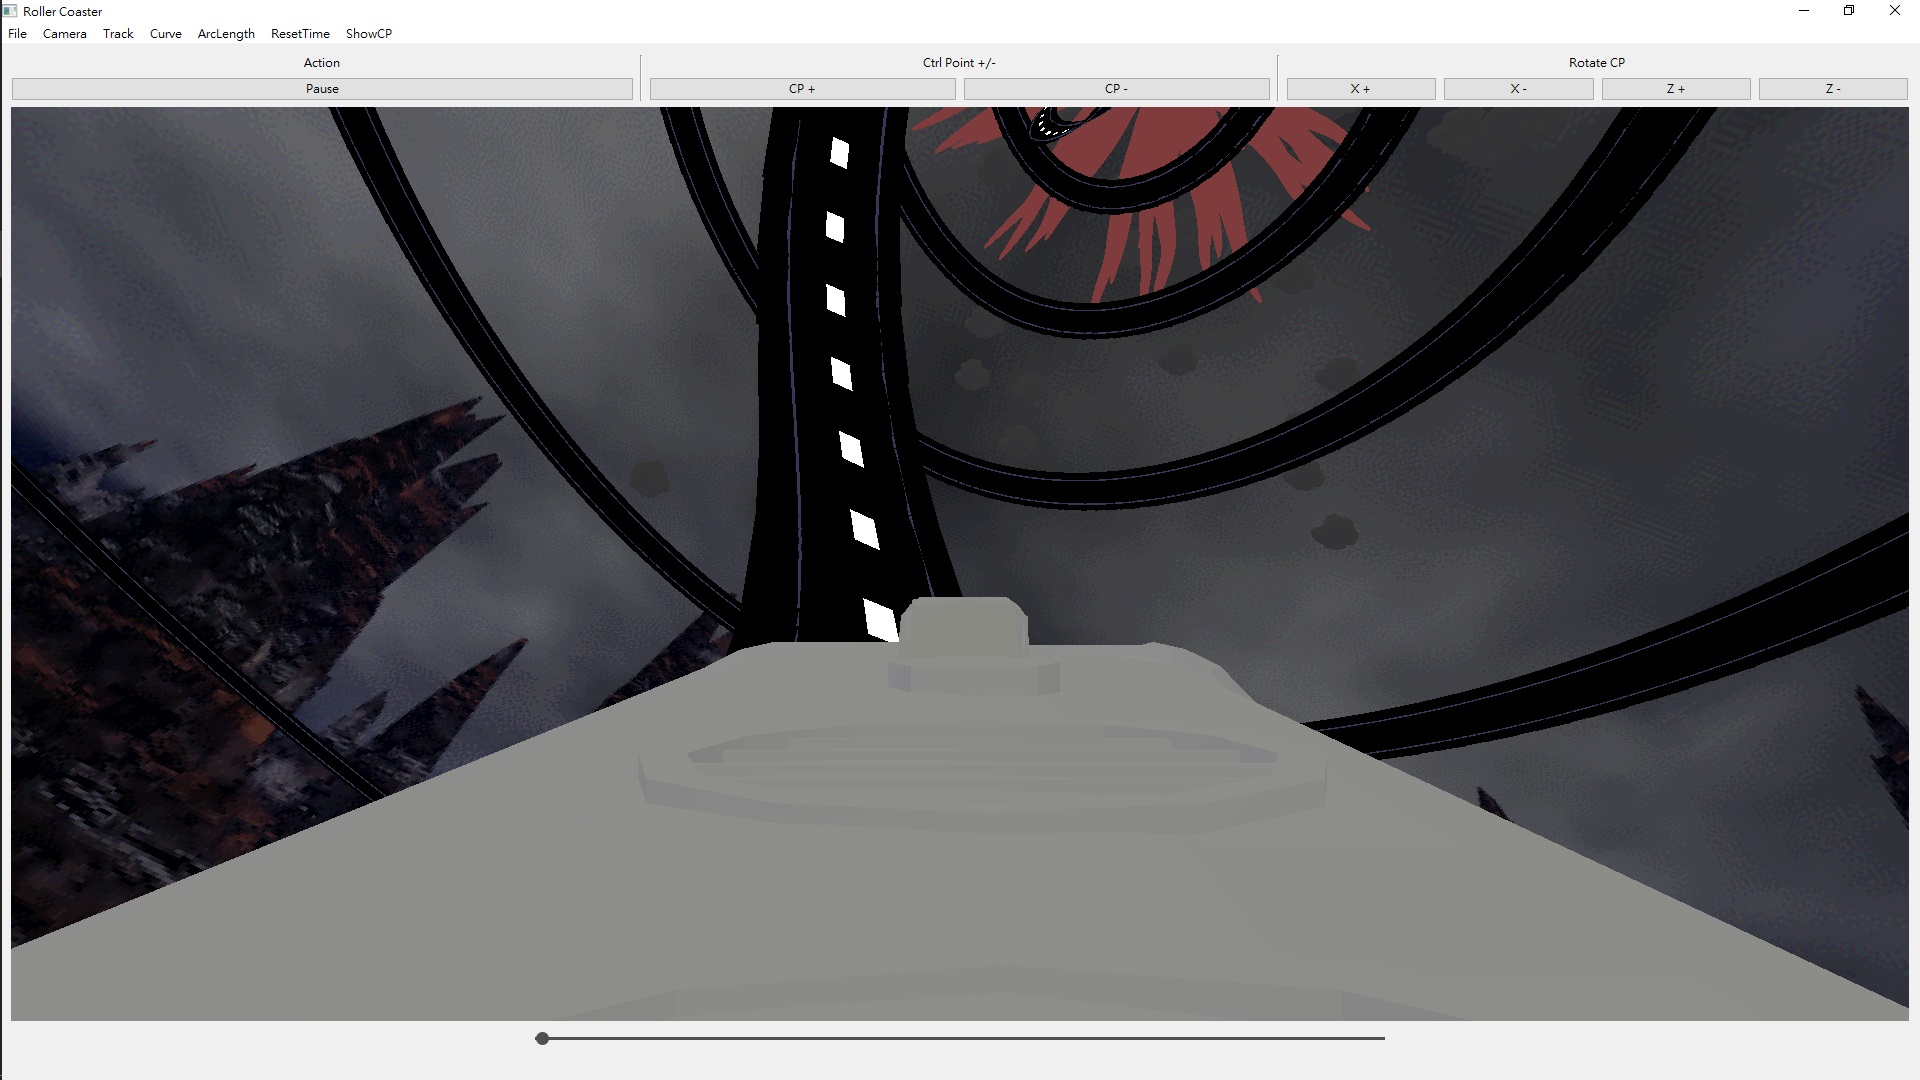 Roller Coaster
File Camera Track Curve ArcLength ResetTime ShowCP
Action Ctrl Point +/- Rotate CP
Pause CP + CP - X + X - Z + Z -